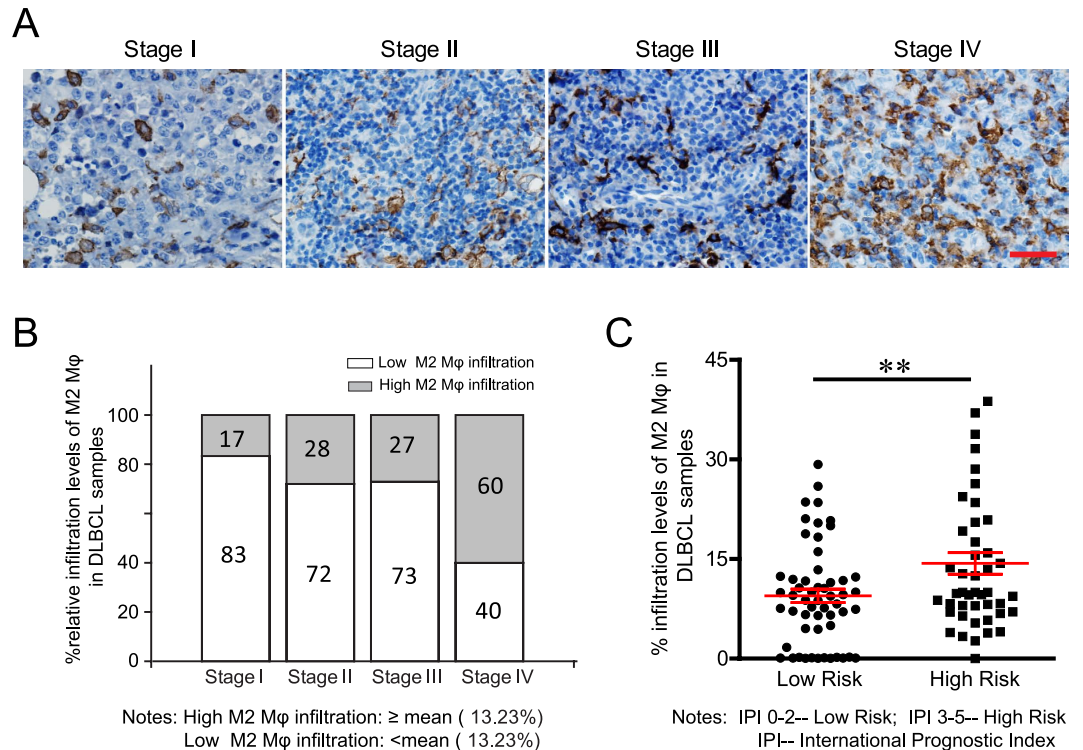 A
Stage I Stage II Stage III Stage IV
B
%relative infiltration levels of M2 Mφ
in DLBCL samples
Low M2 Mφ infiltration
High M2 Mφ infiltration
100
80
60
40
20
0
17 28 27 60
83 72 73 40
Stage I Stage II Stage III Stage IV
Notes: High M2 Mφ infiltration: ≥ mean ( 13.23%)
Low M2 Mφ infiltration: <mean ( 13.23%)
C
% infiltration levels of M2 Mφ in
DLBCL samples
45
30
15
0
**
Low Risk High Risk
Notes: IPI 0-2-- Low Risk; IPI 3-5-- High Risk
IPI-- International Prognostic Index